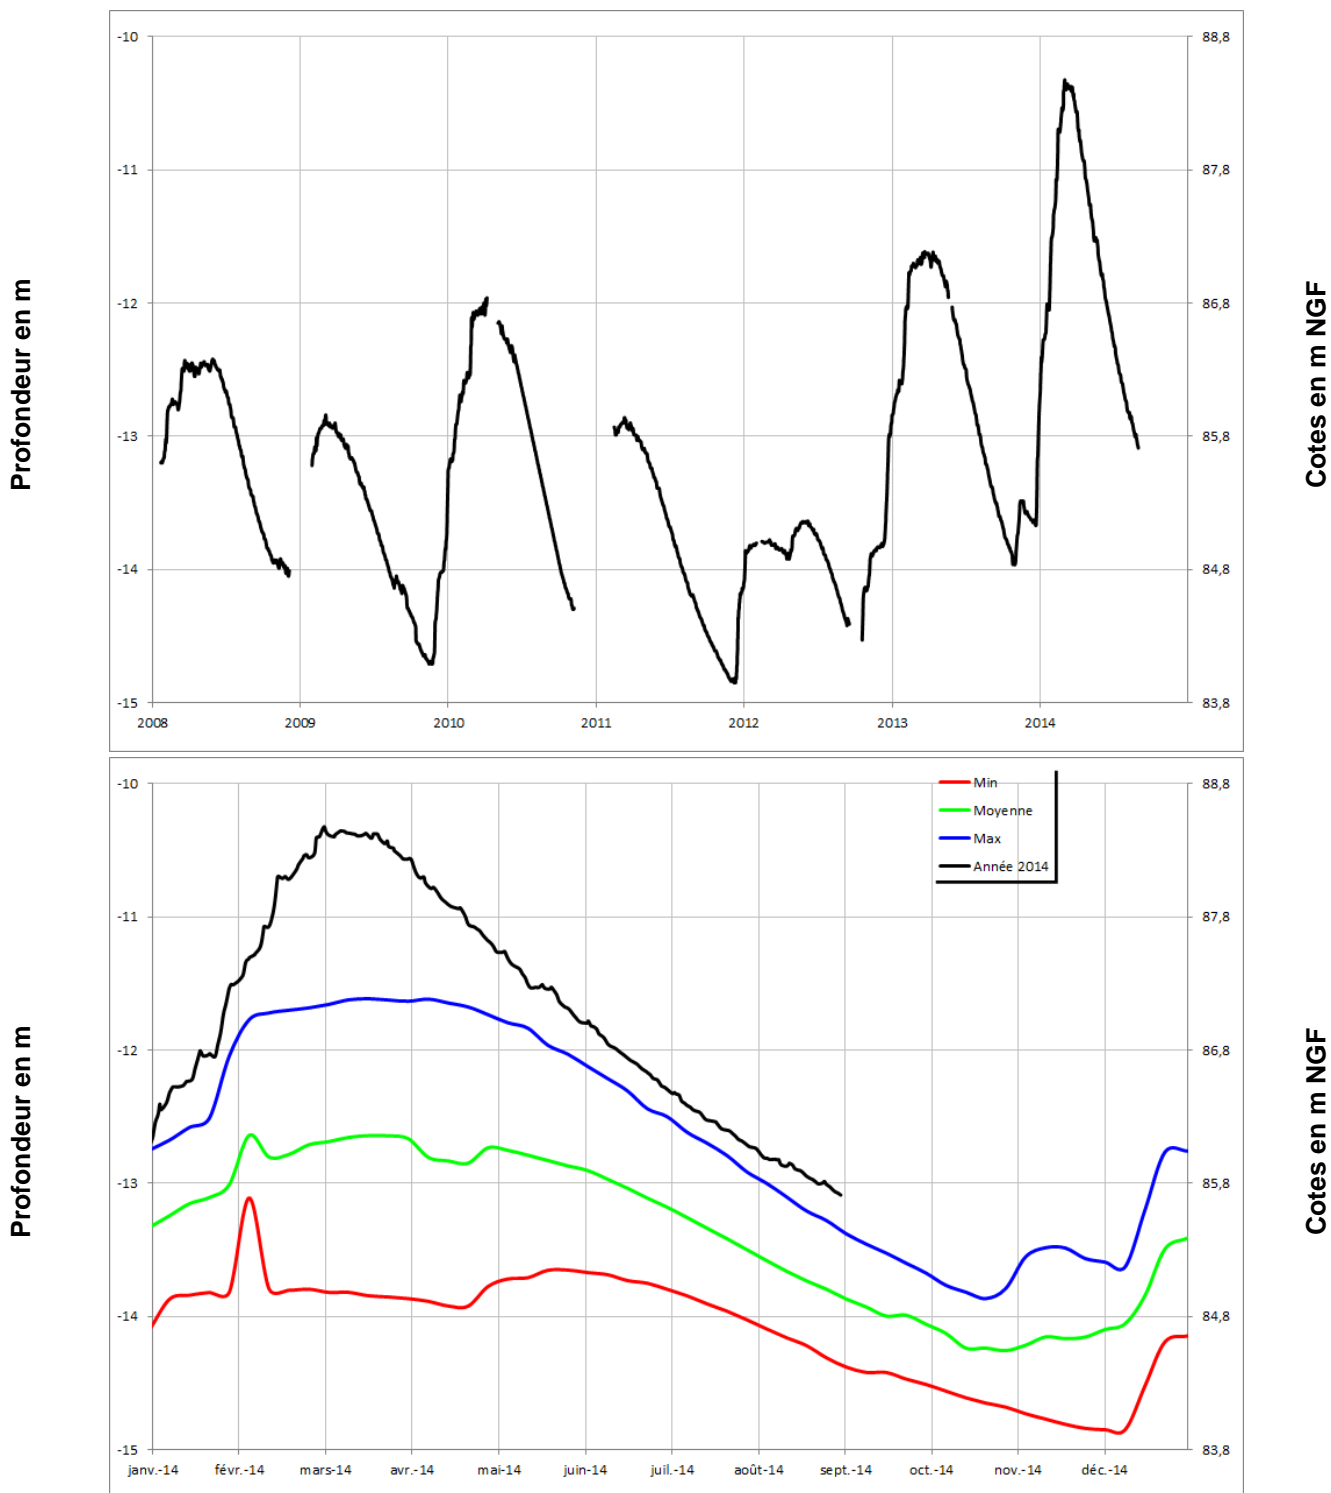 Profondeur en m
-10
-11
-12
-13
-14
-15
88,8
87,8
86,8
85,8
84,8
83,8
2008 2009 2010 2011 2012 2013 2014
Cotes en m NGF
Profondeur en m
-10
-11
-12
-13
-14
-15
Min
Moyenne
Max
Année 2014
88,8
87,8
86,8
85,8
84,8
83,8
janv.-14 févr.-14 mars-14 avr.-14 mai-14 juin-14 juil.-14 août-14 sept.-14 oct.-14 nov.-14 déc.-14
Cotes en m NGF